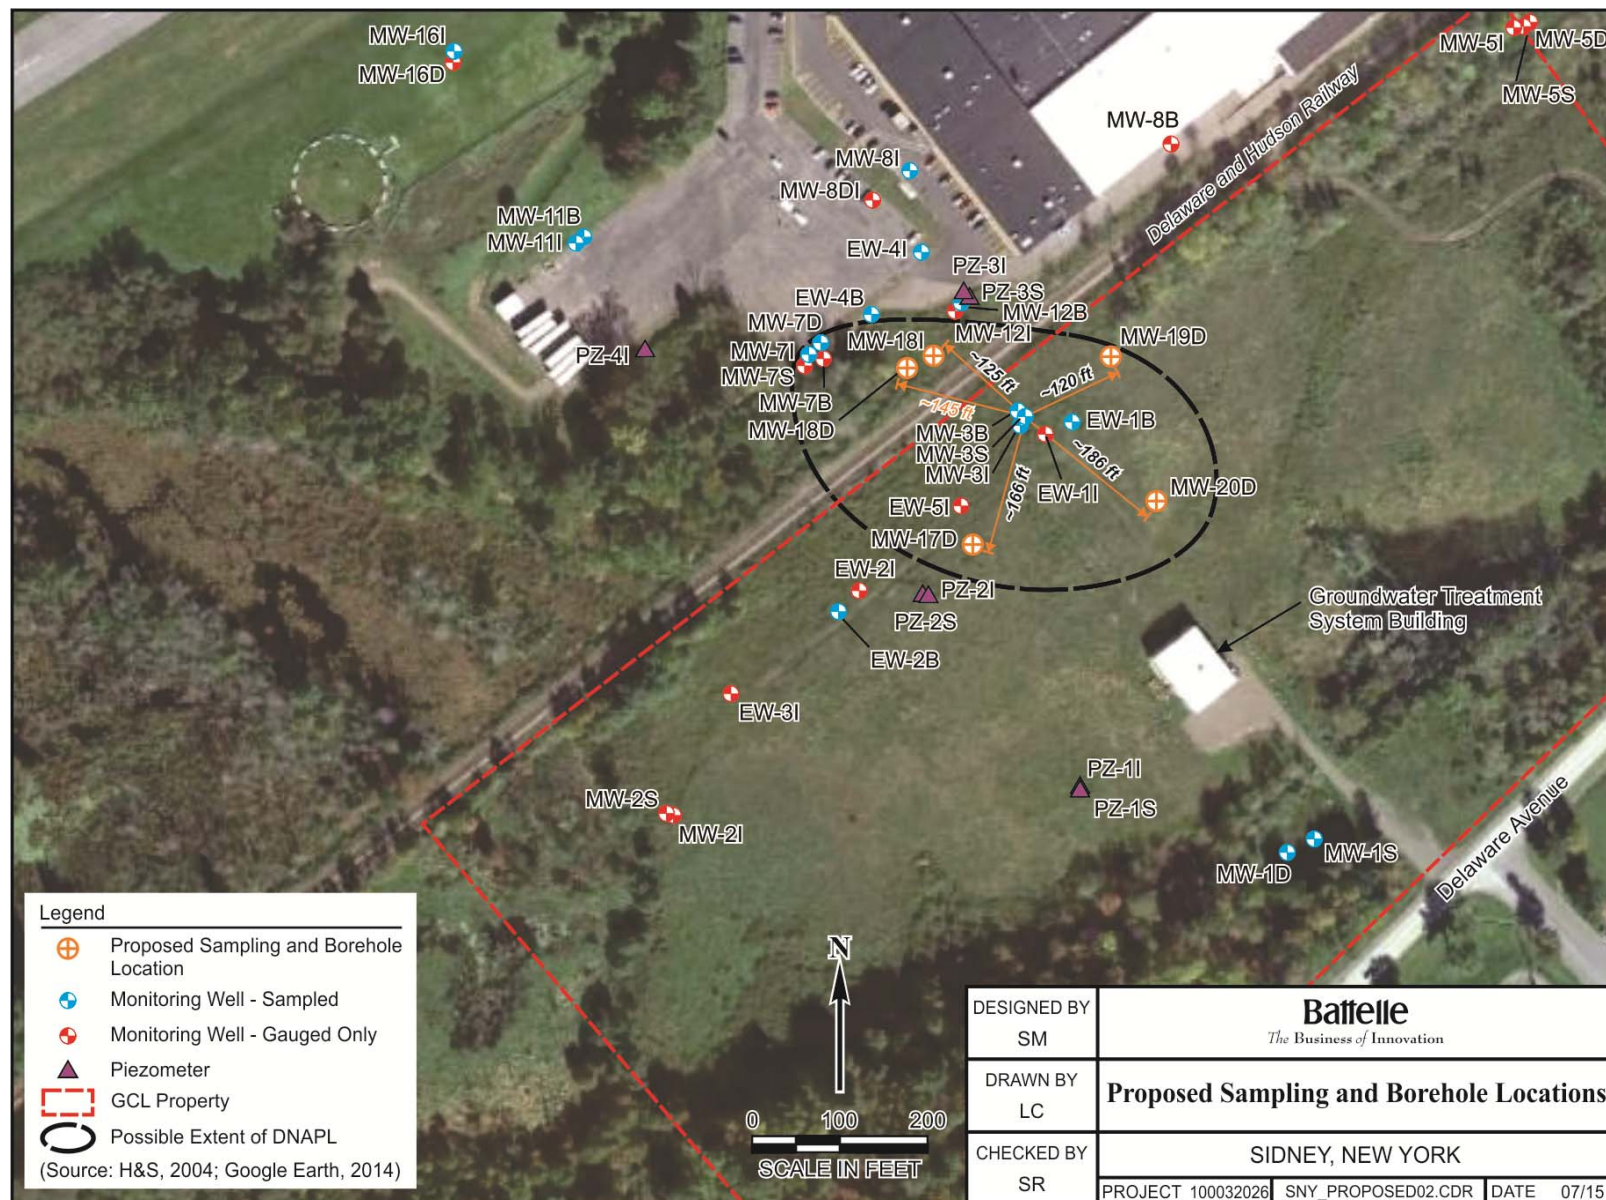 MW-16I
MW-16D
MW-5I
MW-5D
MW-5S
Delaware and Hudson Railway
MW-8B
MW-8I
MW-8DI
MW-11B
MW-11I
EW-4I
PZ-3I
PZ-3S
EW-4B
MW-12B
MW-7D
MW-18I
MW-12I
MW-19D
PZ-4I
MW-7I
MW-7S
~125 ft
~120 ft
MW-7B
~145 ft
MW-18D
MW-3B
EW-1B
MW-3S
MW-3I
~186 ft
~166 ft
EW-1I
MW-20D
EW-5I
MW-17D
EW-2I
PZ-2I
PZ-2S
Groundwater Treatment
System Building
EW-2B
EW-3I
PZ-1I
PZ-1S
MW-2S
MW-2I
MW-1S
MW-1D
Delaware Avenue
Legend
Proposed Sampling and Borehole
Location
Monitoring Well - Sampled
Monitoring Well - Gauged Only
Piezometer
GCL Property
Possible Extent of DNAPL
(Source: H&S, 2004; Google Earth, 2014)
N
0 100 200
SCALE IN FEET
DESIGNED BY
SM
Battelle
The Business of Innovation
DRAWN BY
LC
Proposed Sampling and Borehole Locations
CHECKED BY
SR
SIDNEY, NEW YORK
PROJECT 100032026
SNY_PROPOSED02.CDR
DATE 07/15